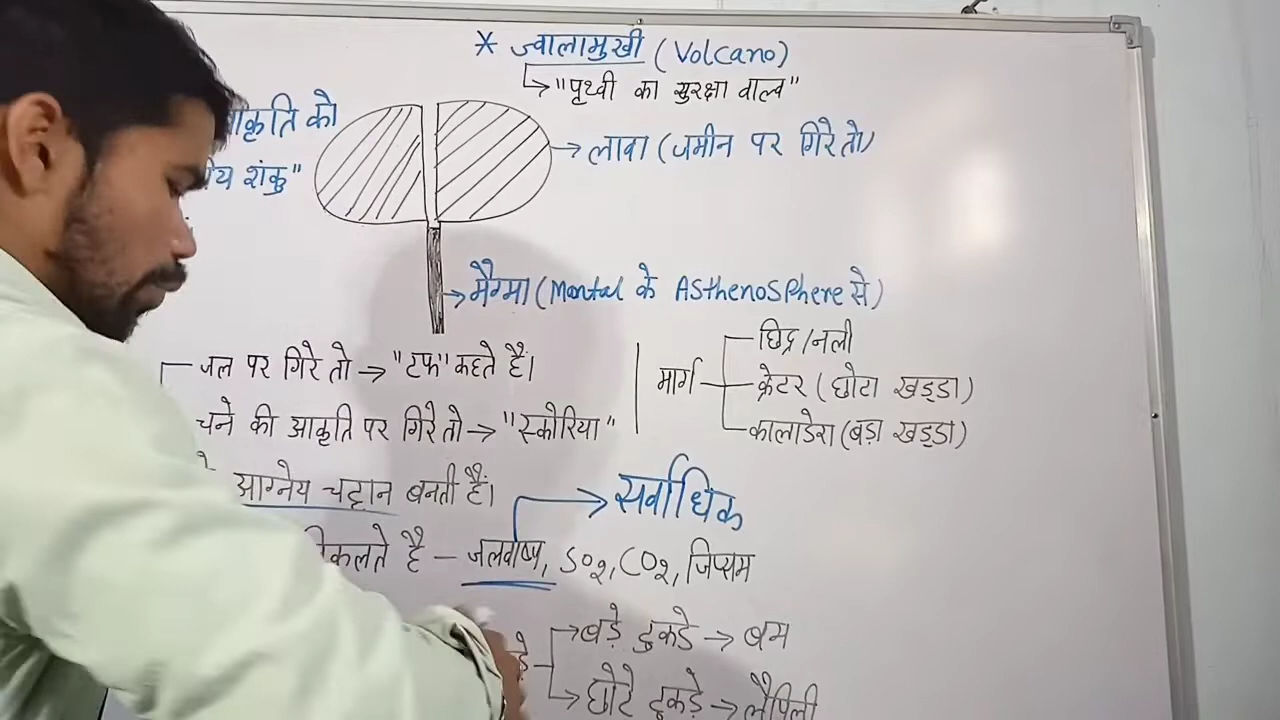 * ज्वालामुखी (Volcano)
"पृथ्वी का सुरक्षा वाल्व"
आकृति को
शंकु"
लावा (जमीन पर गिरे तो)
मैग्मा (Mantal के Asthenosphere से)
जल पर गिरे तो → "टफ" कहते है।
चने की आकृति पर गिरे तो → "स्कोरिया"
मार्ग
छिद्र/नली
क्रेटर (छोटा खड्डा)
कालाडेरा (बड़ा खड्डा)
आग्नेय चट्टान बनती है।
सर्वाधिक
निकलते है – जलवाष्प, SO2, CO2, जिप्सम
बड़े टुकडे → बम
छोटे टुकड़े → लैपिली